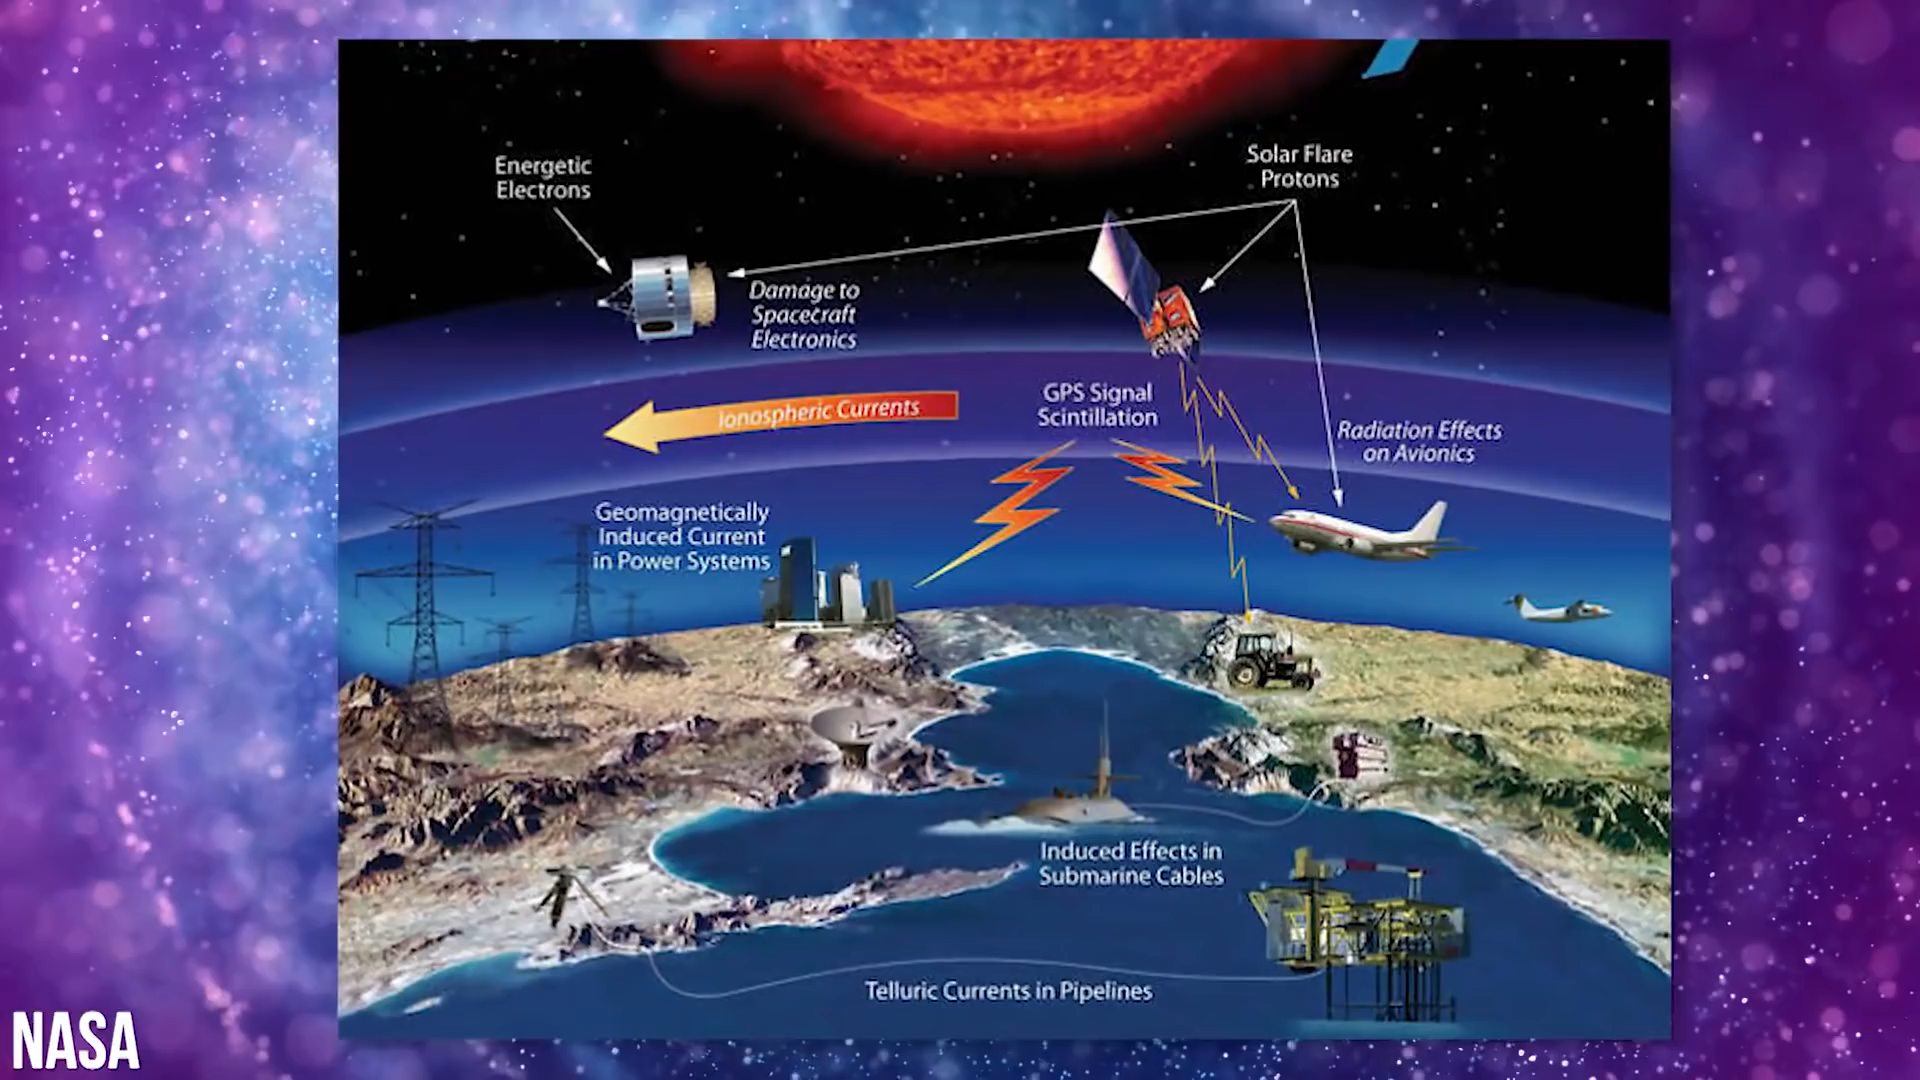 Energetic
Electrons
Solar Flare
Protons
Damage to
Spacecraft
Electronics
Ionospheric Currents
GPS Signal
Scintillation
Radiation Effects
on Avionics
Geomagnetically
Induced Current
in Power Systems
Induced Effects in
Submarine Cables
Telluric Currents in Pipelines
NASA